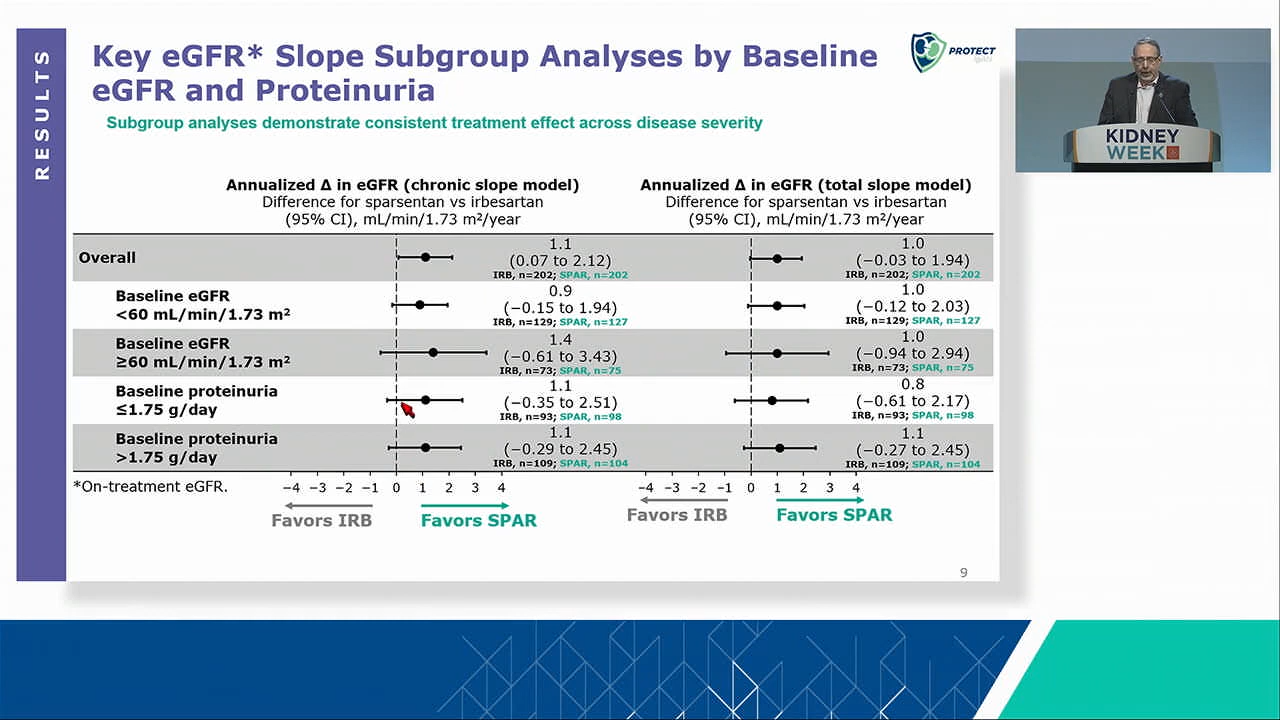 RESULTS
Key eGFR* Slope Subgroup Analyses by Baseline
eGFR and Proteinuria
PROTECT
IgAN
Subgroup analyses demonstrate consistent treatment effect across disease severity
KIDNEY
WEEK
Annualized Δ in eGFR (chronic slope model)
Difference for sparsentan vs irbesartan
(95% CI), mL/min/1.73 m²/year
Annualized Δ in eGFR (total slope model)
Difference for sparsentan vs irbesartan
(95% CI), mL/min/1.73 m²/year
Overall
1.1
(0.07 to 2.12)
IRB, n=202; SPAR, n=202
1.0
(−0.03 to 1.94)
IRB, n=202; SPAR, n=202
Baseline eGFR
<60 mL/min/1.73 m²
0.9
(−0.15 to 1.94)
IRB, n=129; SPAR, n=127
1.0
(−0.12 to 2.03)
IRB, n=129; SPAR, n=127
Baseline eGFR
≥60 mL/min/1.73 m²
1.4
(−0.61 to 3.43)
IRB, n=73; SPAR, n=75
1.0
(−0.94 to 2.94)
IRB, n=73; SPAR, n=75
Baseline proteinuria
≤1.75 g/day
1.1
(−0.35 to 2.51)
IRB, n=93; SPAR, n=98
0.8
(−0.61 to 2.17)
IRB, n=93; SPAR, n=98
Baseline proteinuria
>1.75 g/day
1.1
(−0.29 to 2.45)
IRB, n=109; SPAR, n=104
1.1
(−0.27 to 2.45)
IRB, n=109; SPAR, n=104
*On-treatment eGFR.
−4 −3 −2 −1 0 1 2 3 4
−4 −3 −2 −1 0 1 2 3 4
Favors IRB
Favors SPAR
Favors IRB
Favors SPAR
9